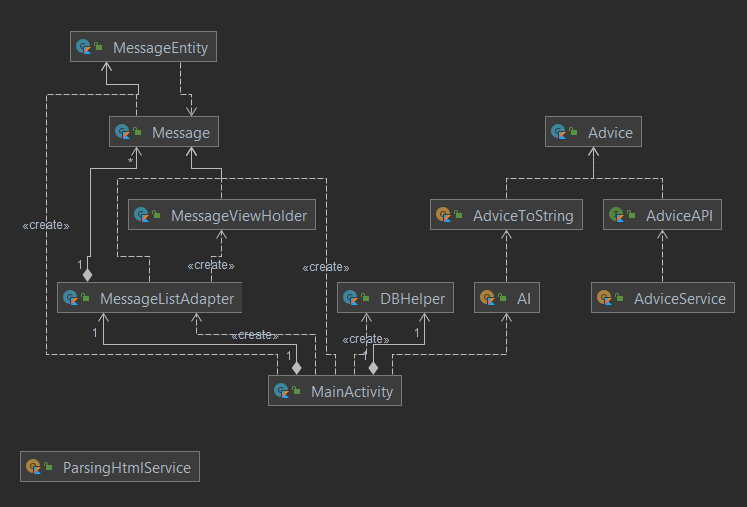 MessageEntity
Message
Advice
*
MessageViewHolder
AdviceToString
AdviceAPI
«create»
1
«create»
«create»
MessageListAdapter
DBHelper
AI
AdviceService
1
«create»
«create»
1
1
1
MainActivity
ParsingHtmlService